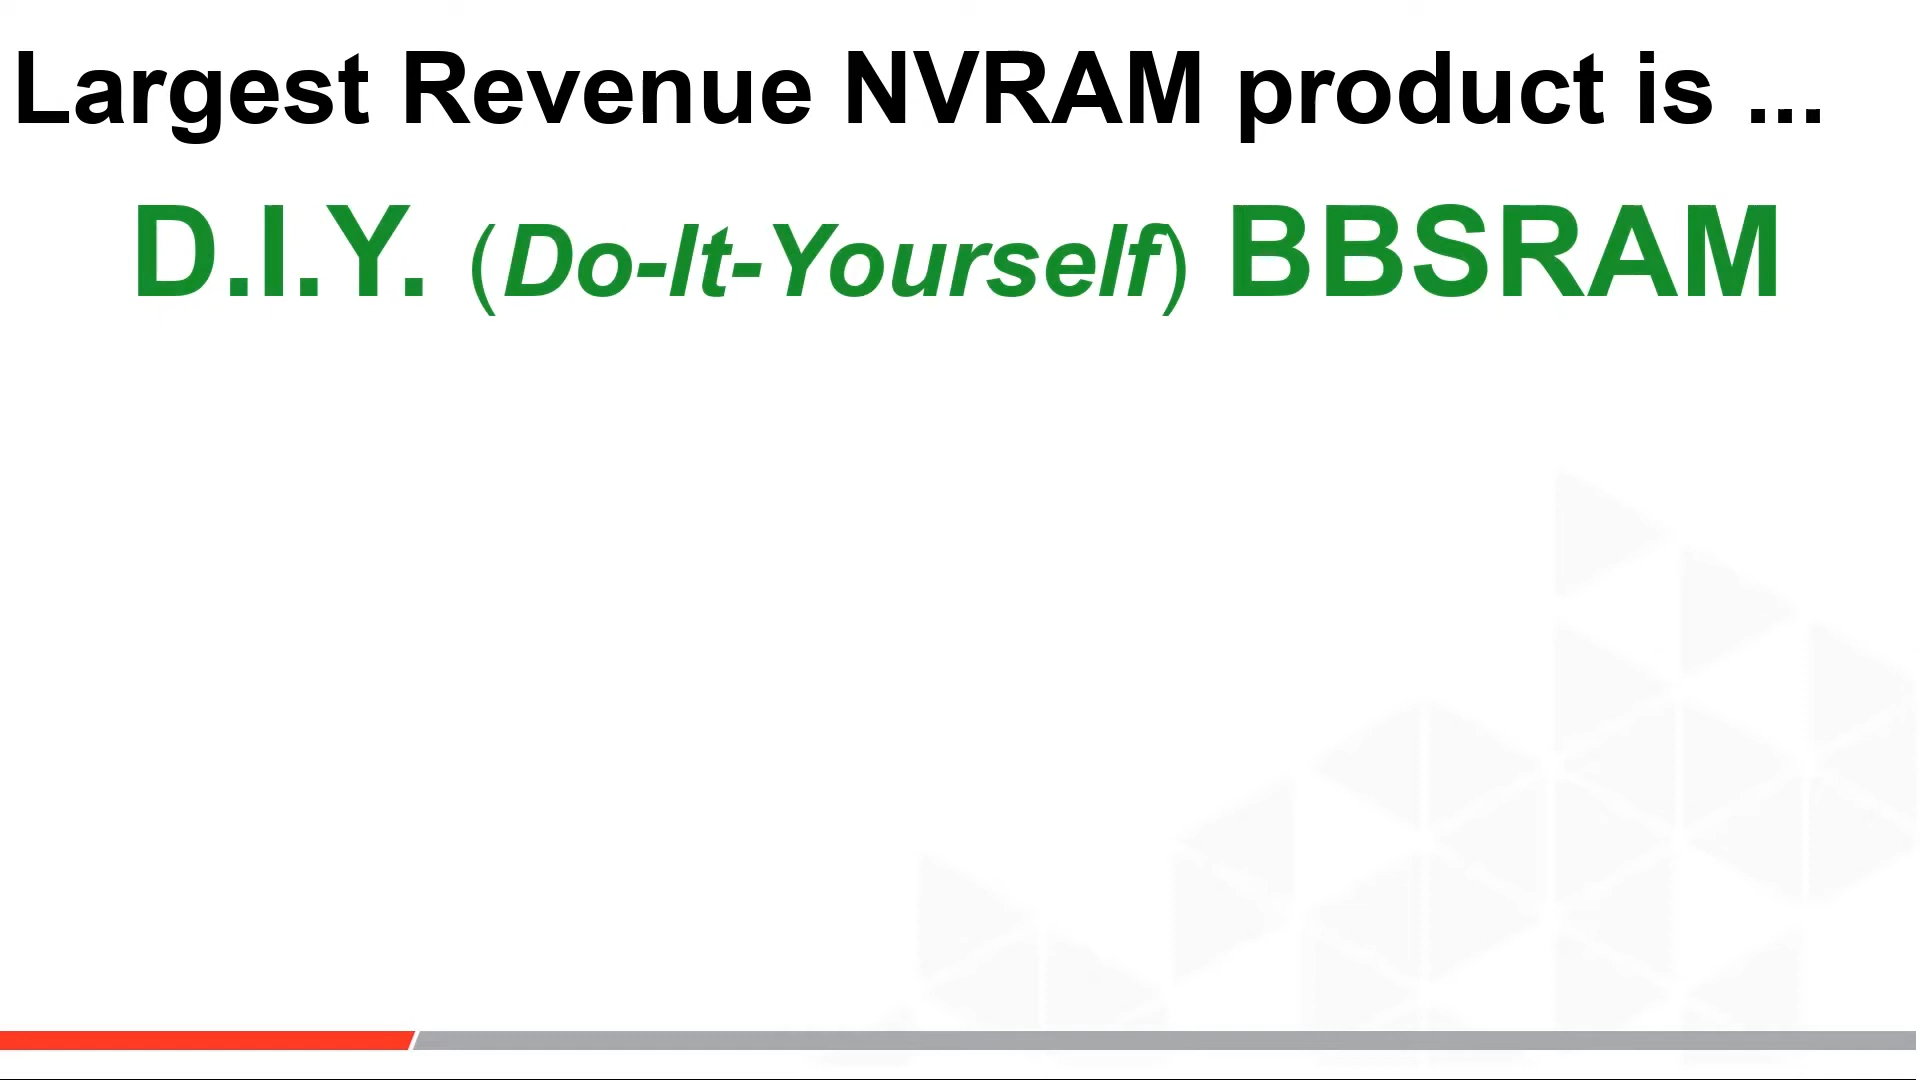 Largest Revenue NVRAM product is ...
D.I.Y. (Do-It-Yourself) BBSRAM